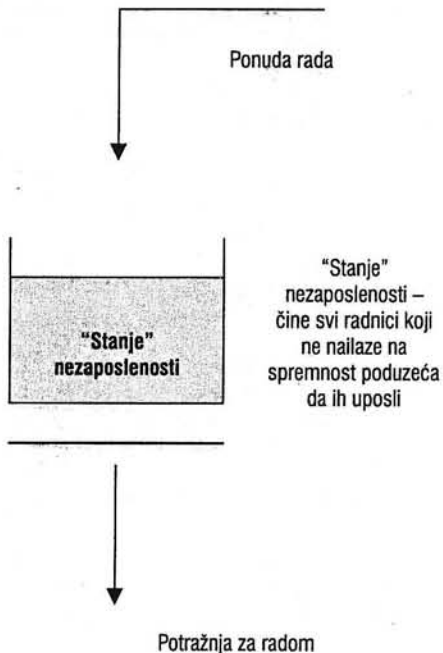 Ponuda rada
"Stanje"
nezaposlenosti
"Stanje"
nezaposlenosti –
čine svi radnici koji
ne nailaze na
spremnost poduzeća
da ih uposli
Potražnja za radom